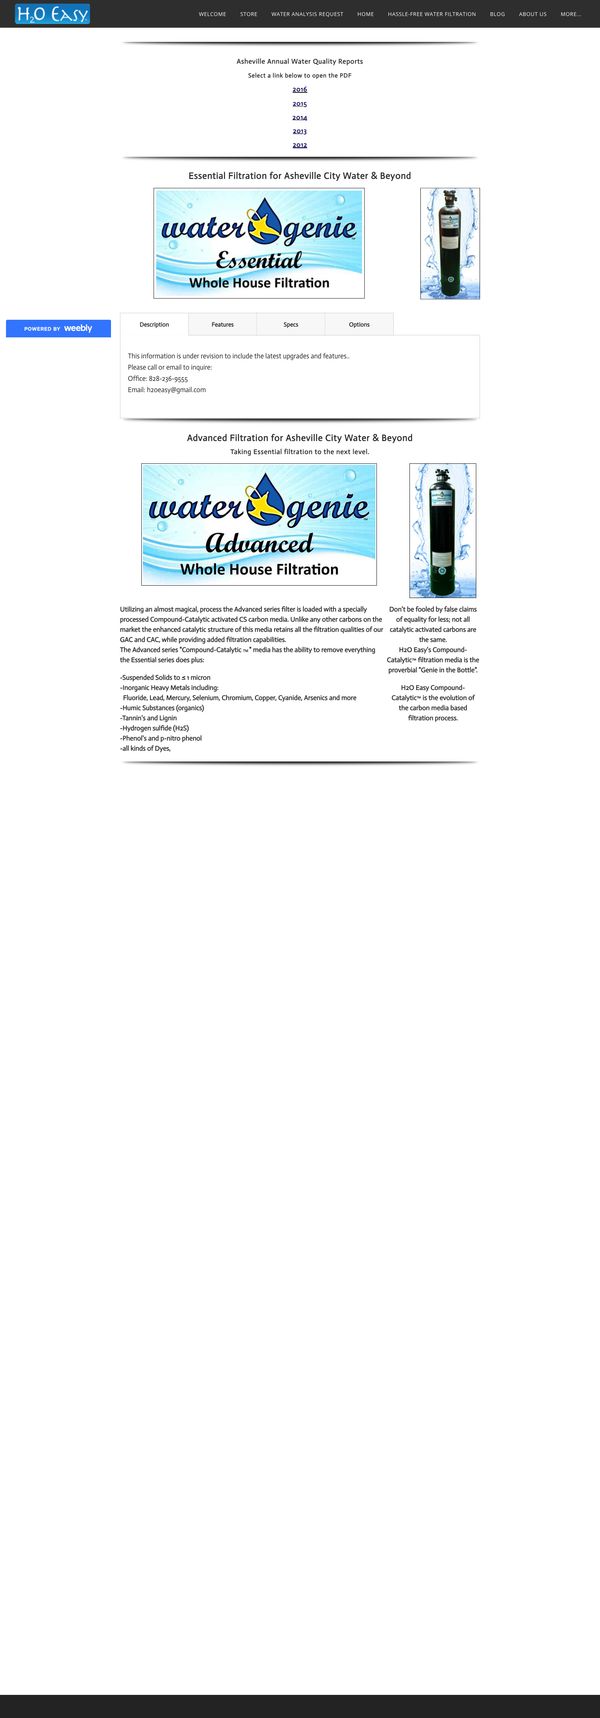 H2O Easy
WELCOME STORE WATER ANALYSIS REQUEST HOME HASSLE-FREE WATER FILTRATION BLOG ABOUT US MORE...
Asheville Annual Water Quality Reports
Select a link below to open the PDF
2016
2015
2014
2013
2012
Essential Filtration for Asheville City Water & Beyond
water genie
Essential
Whole House Filtration
POWERED BY weebly
Description Features Specs Options
This information is under revision to include the latest upgrades and features..
Please call or email to inquire:
Office: 828-236-9555
Email: h2oeasy@gmail.com
Advanced Filtration for Asheville City Water & Beyond
Taking Essential filtration to the next level.
water genie
Advanced
Whole House Filtration
Utilizing an almost magical, process the Advanced series filter is loaded with a specially
processed Compound-Catalytic activated CS carbon media. Unlike any other carbons on the
market the enhanced catalytic structure of this media retains all the filtration qualities of our
GAC and CAC, while providing added filtration capabilities.
The Advanced series "Compound-Catalytic ™" media has the ability to remove everything
the Essential series does plus:
-Suspended Solids to ≤ 1 micron
-Inorganic Heavy Metals including:
Fluoride, Lead, Mercury, Selenium, Chromium, Copper, Cyanide, Arsenics and more
-Humic Substances (organics)
-Tannin's and Lignin
-Hydrogen sulfide (H2S)
-Phenol's and p-nitro phenol
-all kinds of Dyes,
Don't be fooled by false claims
of equality for less; not all
catalytic activated carbons are
the same.
H2O Easy's Compound-
Catalytic™ filtration media is the
proverbial "Genie in the Bottle".
H2O Easy Compound-
Catalytic™ is the evolution of
the carbon media based
filtration process.